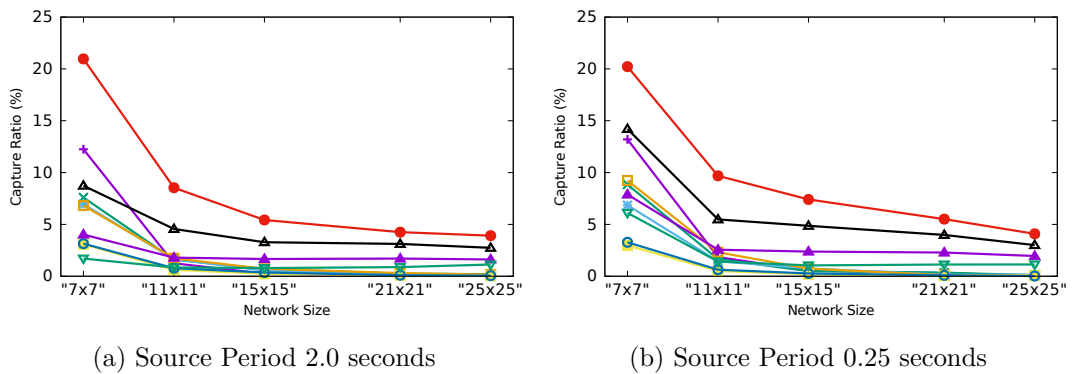 25
20
15
10
5
0
Capture Ratio (%)
"7x7"
"11x11"
"15x15"
"21x21"
"25x25"
Network Size
(a) Source Period 2.0 seconds
25
20
15
10
5
0
Capture Ratio (%)
"7x7"
"11x11"
"15x15"
"21x21"
"25x25"
Network Size
(b) Source Period 0.25 seconds